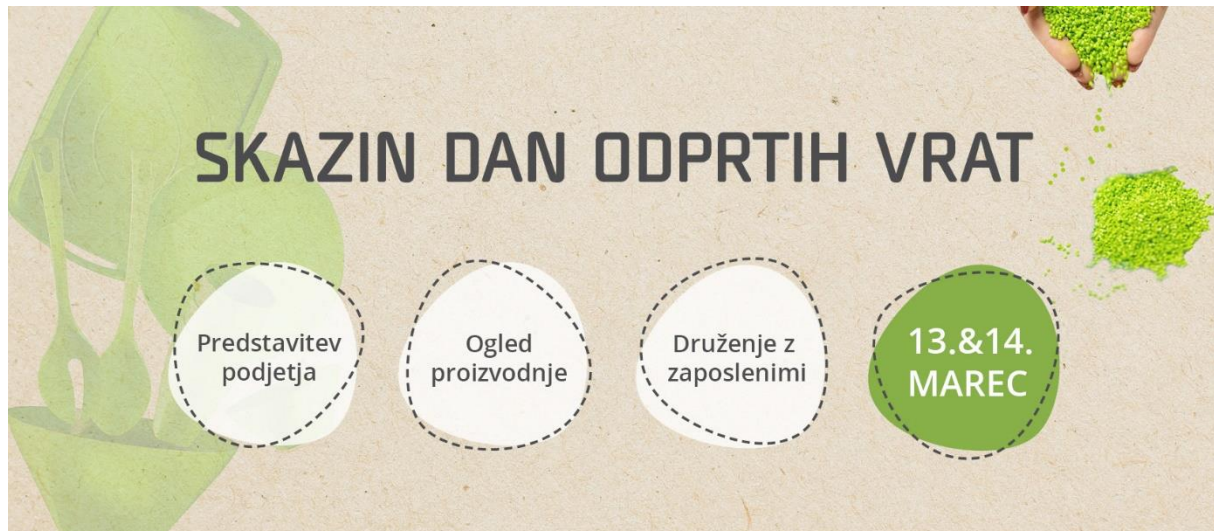 SKAZIN DAN ODPRTIH VRAT
Predstavitev
podjetja
Ogled
proizvodnje
Druženje z
zaposlenimi
13.&14.
MAREC